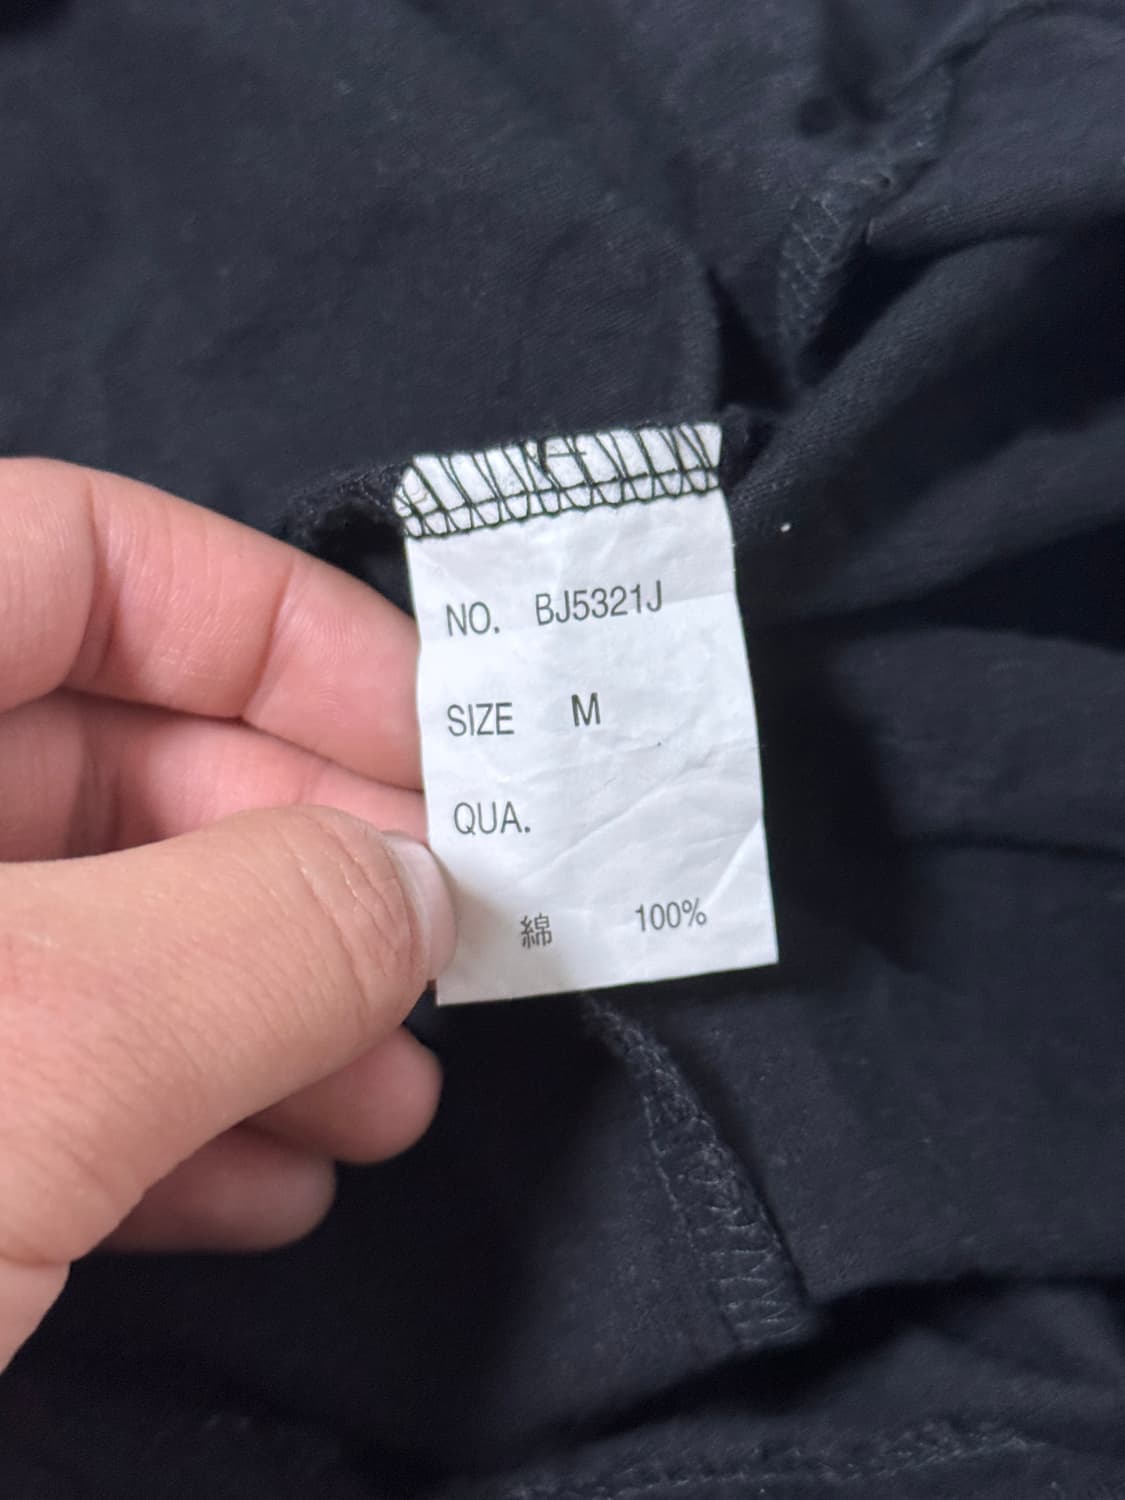 NO. BJ5321J
SIZE M
QUA.
綿 100%